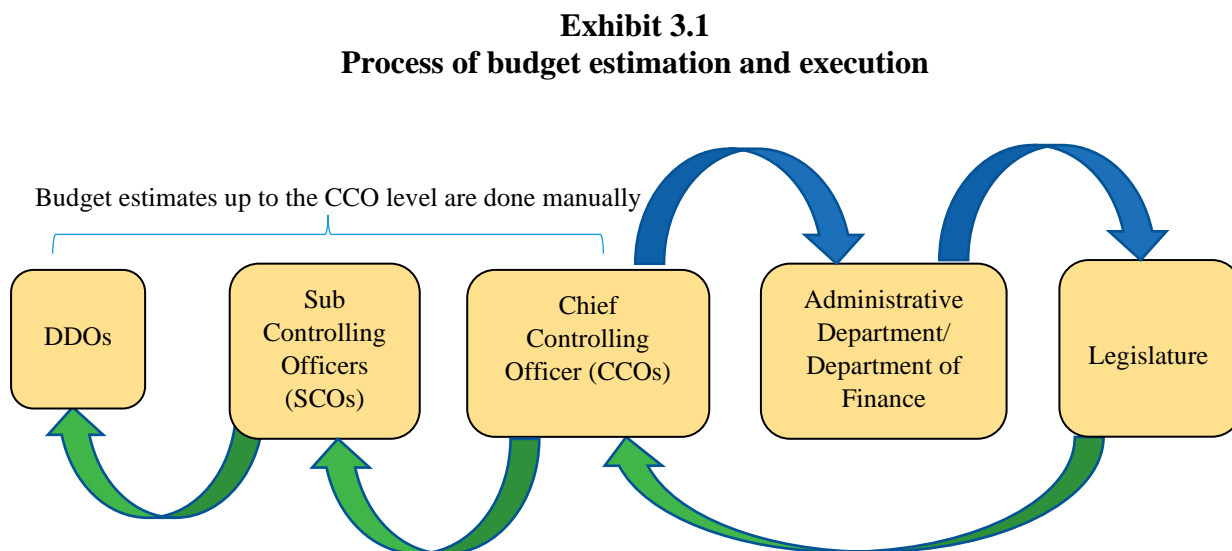 Exhibit 3.1
Process of budget estimation and execution
Budget estimates up to the CCO level are done manually
DDOs
Sub
Controlling
Officers
(SCOs)
Chief
Controlling
Officer (CCOs)
Administrative
Department/
Department of
Finance
Legislature